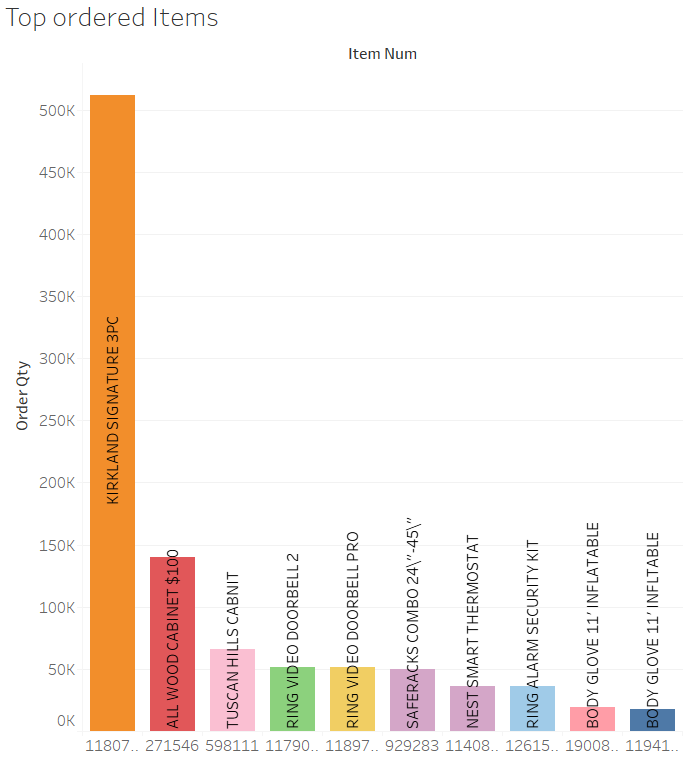 Top ordered Items
Item Num
Order Qty
500K
450K
400K
350K
300K
250K
200K
150K
100K
50K
0K
KIRKLAND SIGNATURE 3PC
ALL WOOD CABINET $100
TUSCAN HILLS CABNIT
RING VIDEO DOORBELL 2
RING VIDEO DOORBELL PRO
SAFERACKS COMBO 24\"-45\"
NEST SMART THERMOSTAT
RING ALARM SECURITY KIT
BODY GLOVE 11' INFLATABLE
BODY GLOVE 11' INFLTABLE
11807.. 271546 598111 11790.. 11897.. 929283 11408.. 12615.. 19008.. 11941..